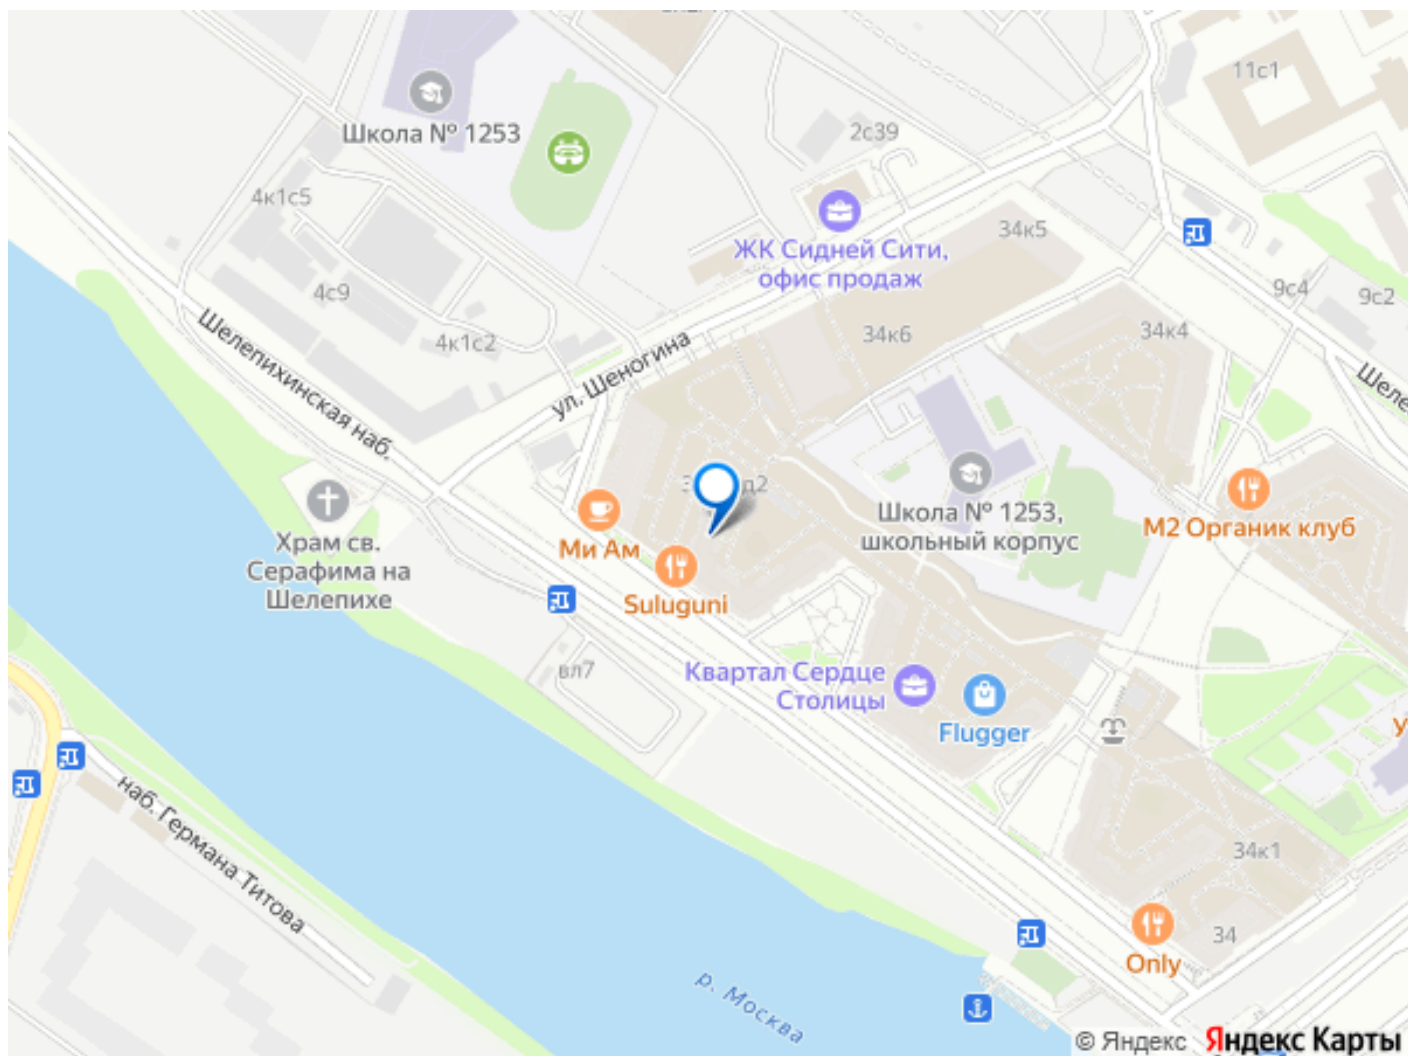 11с1
2с39
Школа № 1253
4к1с5
34к5
ЖК Сидней Сити,
офис продаж
9с4
9с2
4с9
34к4
34к6
4к1с2
Шелепихинская наб.
ул. Шеногина
Шеле
д2
Школа № 1253,
школьный корпус
М2 Органик клуб
Ми Ам
Храм св.
Серафима на
Шелепихе
Suluguni
вл7
Квартал Сердце
Столицы
Flugger
У
наб. Германа Титова
34к1
34
Only
р. Москва
© Яндекс Яндекс Карты